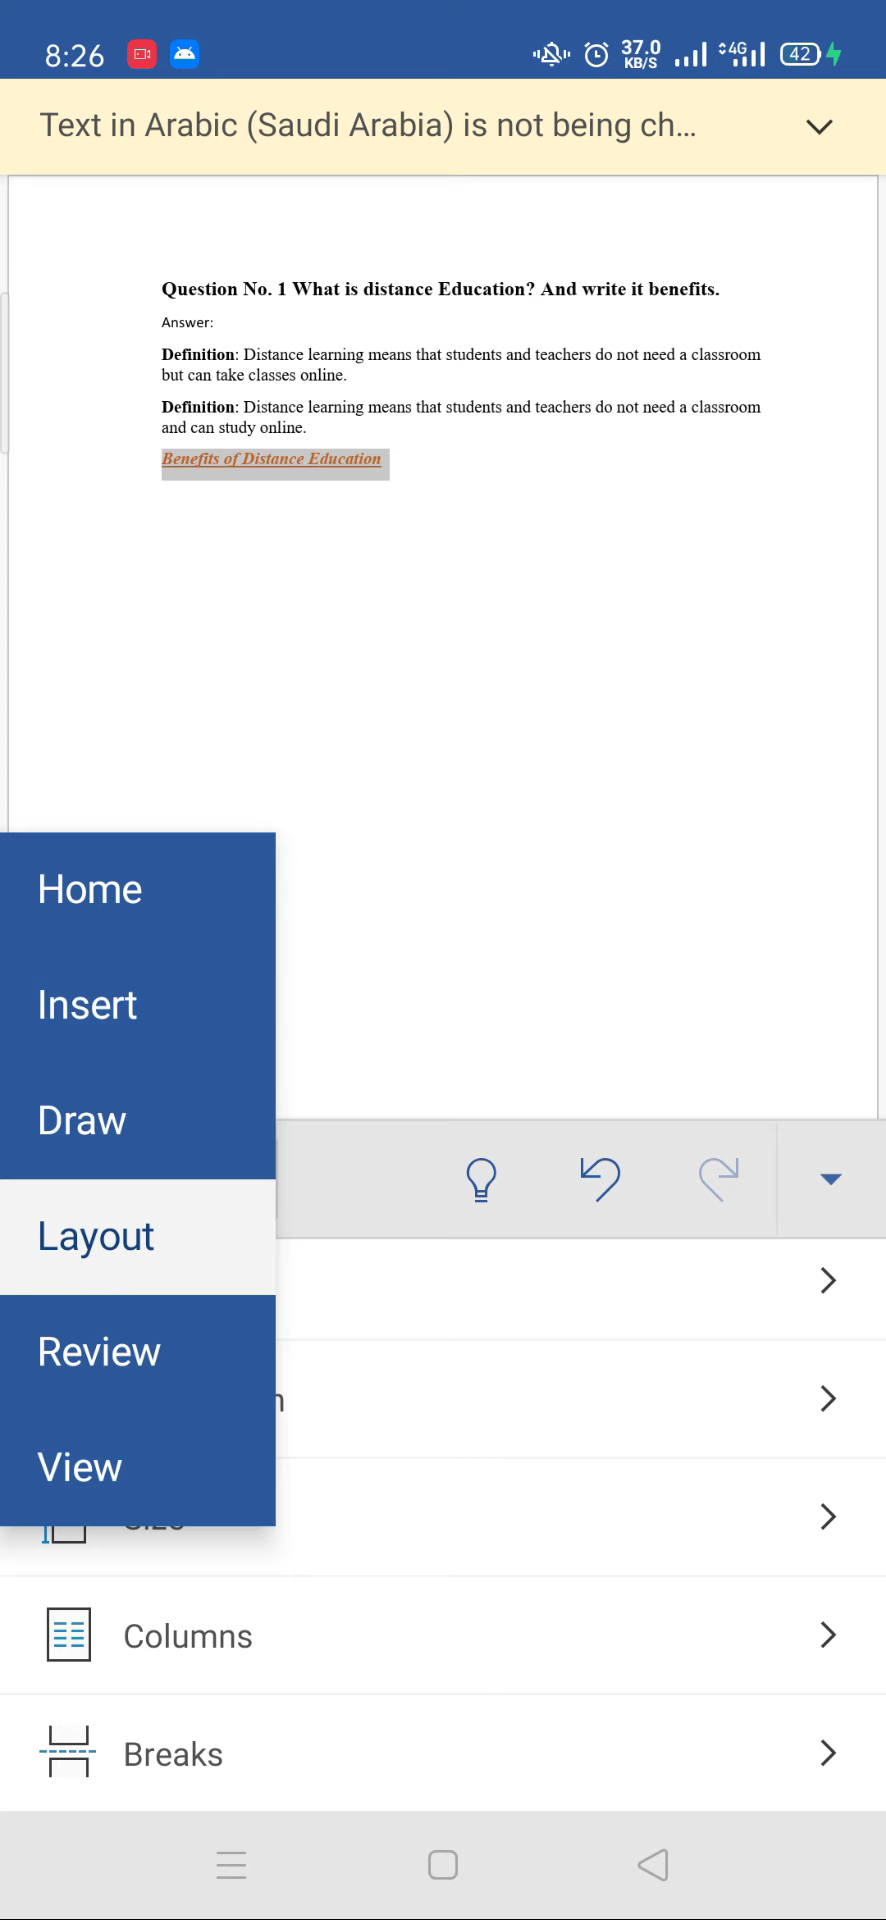 8:26
37.0
KB/S
4G
42
Text in Arabic (Saudi Arabia) is not being ch...
Question No. 1 What is distance Education? And write it benefits.
Answer:
Definition: Distance learning means that students and teachers do not need a classroom
but can take classes online.
Definition: Distance learning means that students and teachers do not need a classroom
and can study online.
Benefits of Distance Education
Home
Insert
Draw
Layout
Review
View
Columns
Breaks